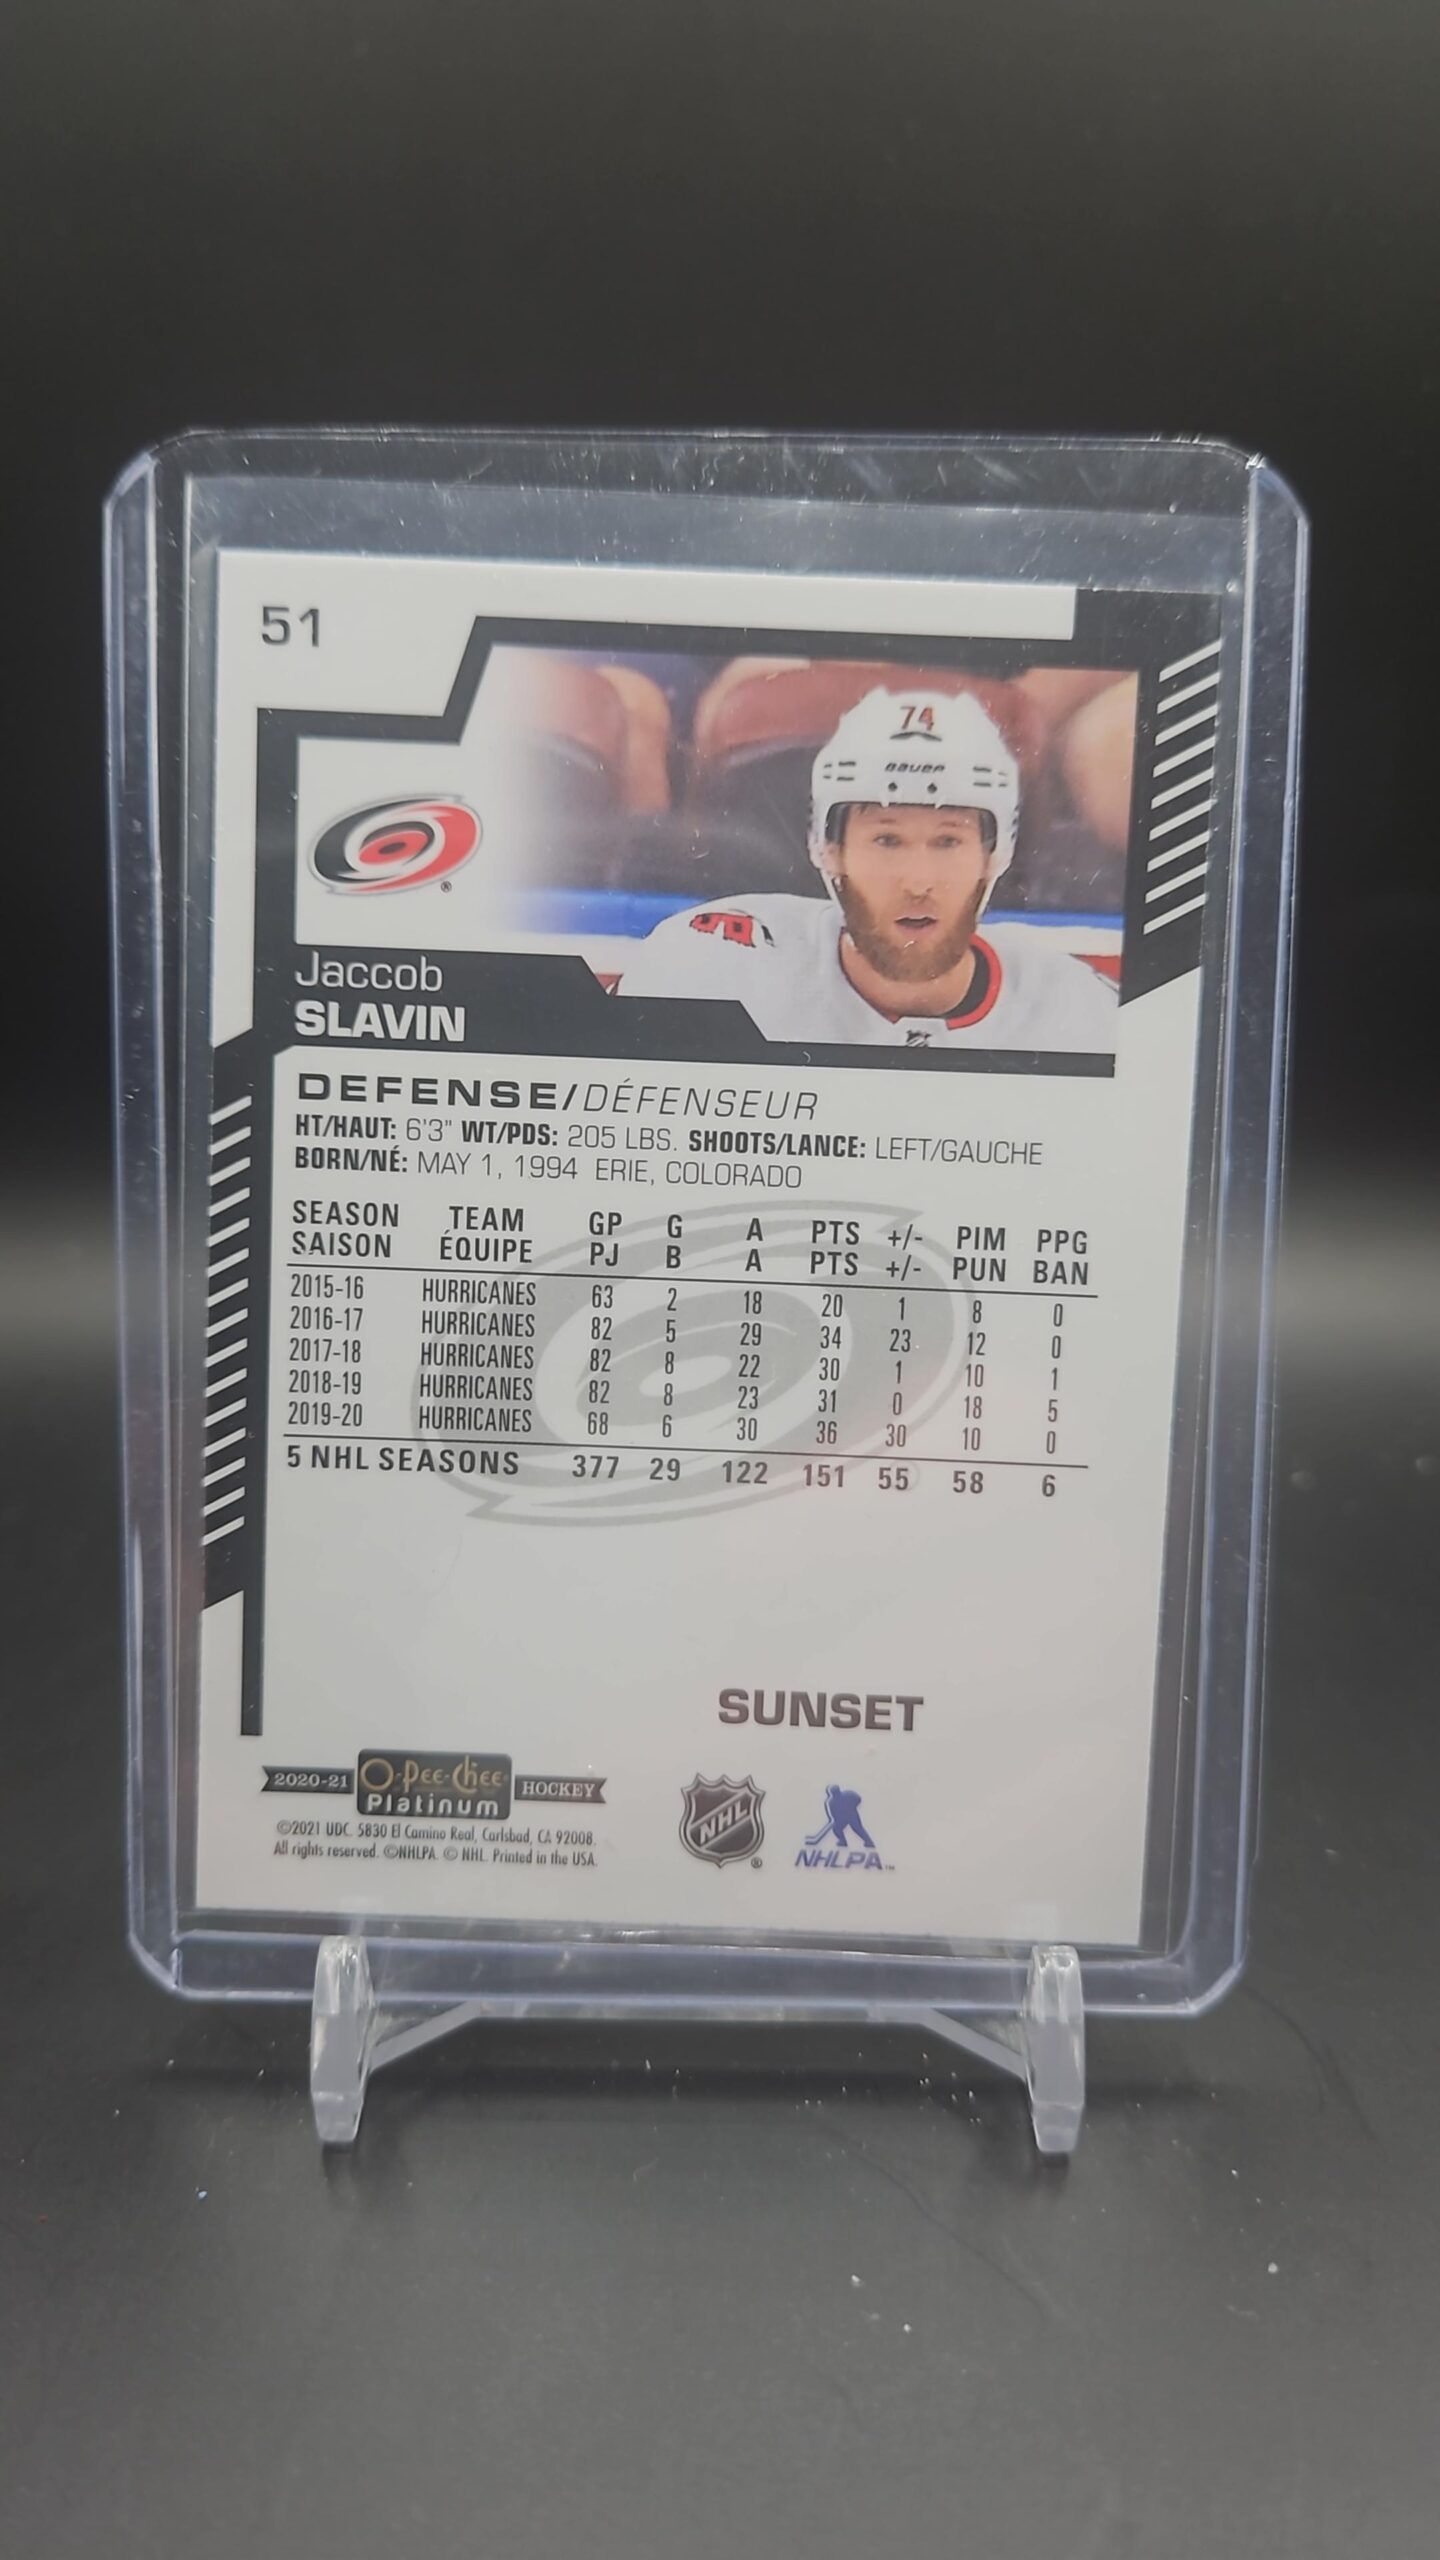 51
74
BAUER
Jaccob
SLAVIN
DEFENSE/DÉFENSEUR
HT/HAUT: 6'3" WT/PDS: 205 LBS. SHOOTS/LANCE: LEFT/GAUCHE
BORN/NÉ: MAY 1, 1994 ERIE, COLORADO
SEASON TEAM GP G A PTS +/- PIM PPG
SAISON ÉQUIPE PJ B A PTS +/- PUN BAN
2015-16 HURRICANES 63 2 18 20 1 8 0
2016-17 HURRICANES 82 5 29 34 23 12 0
2017-18 HURRICANES 82 8 22 30 1 10 1
2018-19 HURRICANES 82 8 23 31 0 18 5
2019-20 HURRICANES 68 6 30 36 30 10 0
5 NHL SEASONS 377 29 122 151 55 58 6
SUNSET
2020-21 O-Pee-Chee Platinum HOCKEY
©2021 UDC. 5830 El Camino Real, Carlsbad, CA 92008.
All rights reserved. ©NHLPA. © NHL. Printed in the USA.
NHL ®
NHLPA™